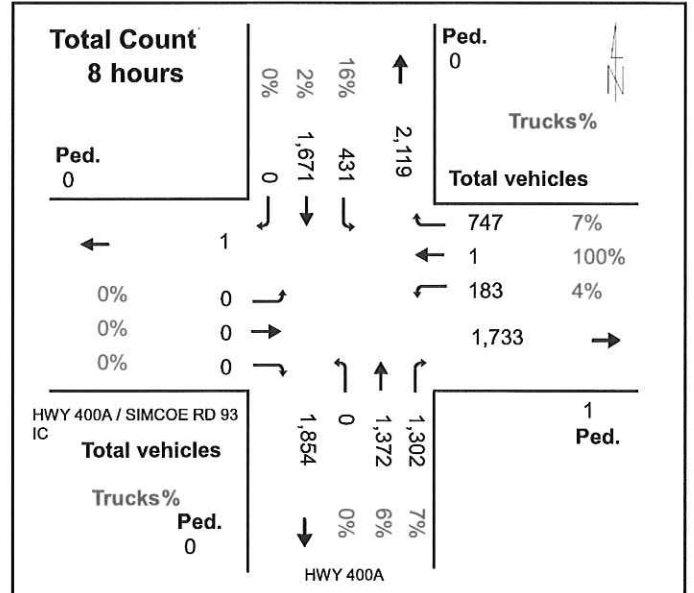 Total Count
8 hours
0%
2%
16%
0
1,671
431
2,119
Ped.
0
N
Trucks%
Ped.
0
Total vehicles
1
747 7%
1 100%
183 4%
1,733
0% 0
0% 0
0% 0
HWY 400A / SIMCOE RD 93
IC
Total vehicles
Trucks%
Ped.
0
1,854
0
1,372
1,302
0%
6%
7%
1
Ped.
HWY 400A